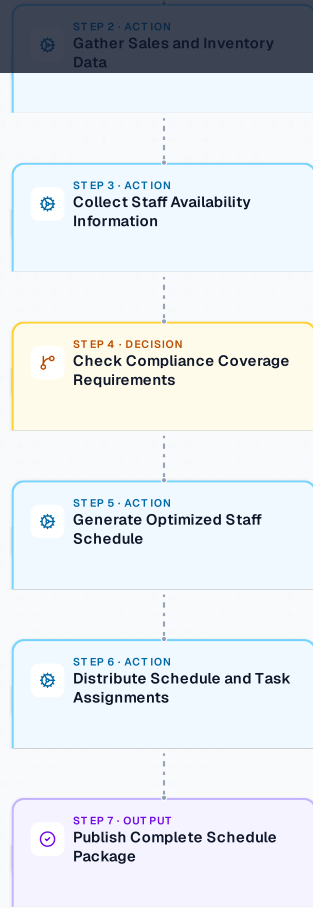 STEP 2 · ACTION
Gather Sales and Inventory
Data
STEP 3 · ACTION
Collect Staff Availability
Information
STEP 4 · DECISION
Check Compliance Coverage
Requirements
STEP 5 · ACTION
Generate Optimized Staff
Schedule
STEP 6 · ACTION
Distribute Schedule and Task
Assignments
STEP 7 · OUTPUT
Publish Complete Schedule
Package